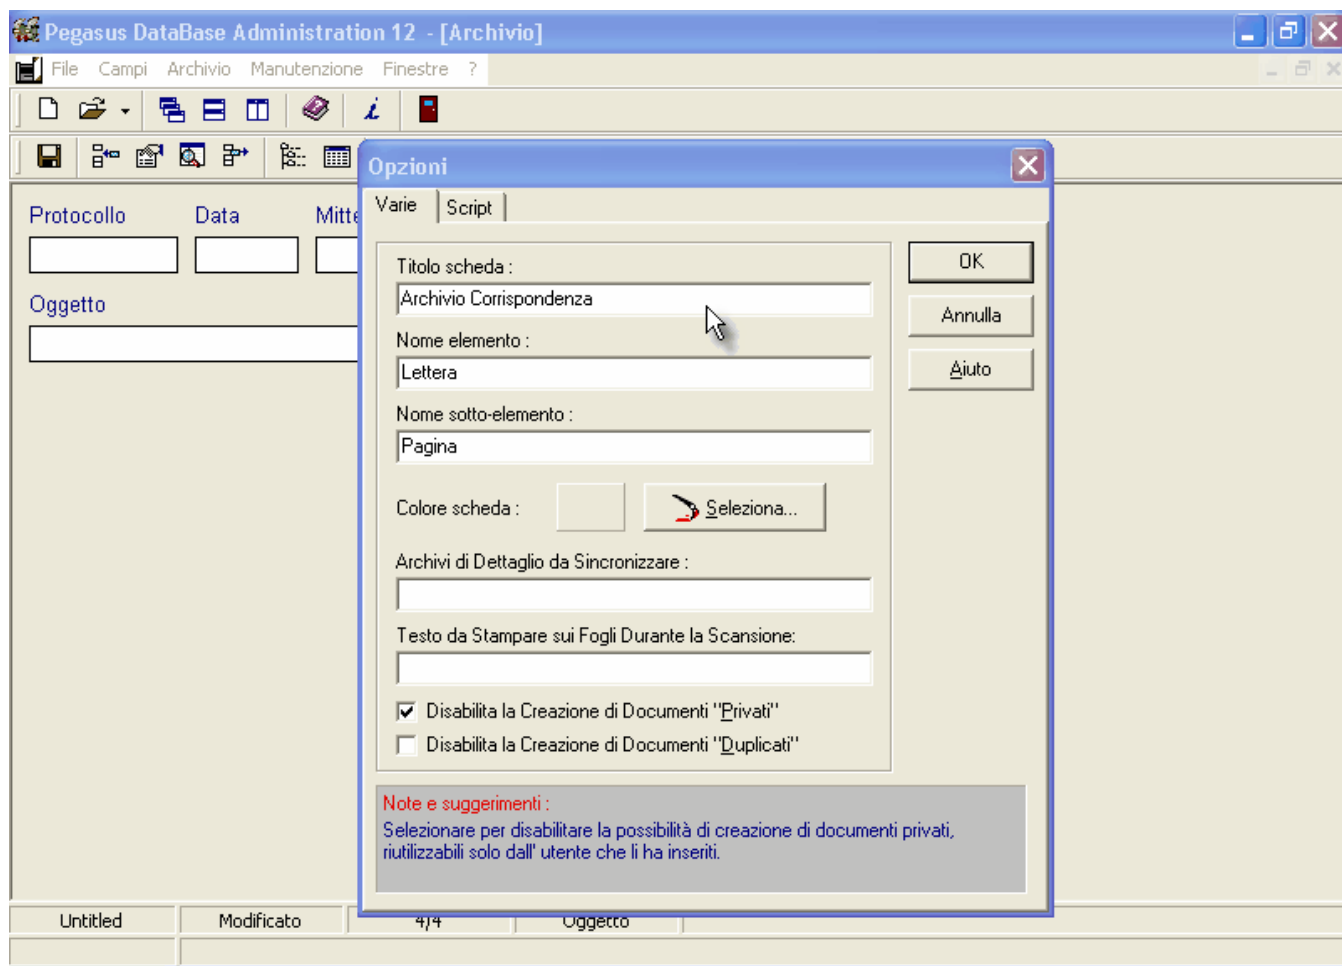 Pegasus DataBase Administration 12 - [Archivio]
File Campi Archivio Manutenzione Finestre ?
Opzioni
Varie Script
Protocollo Data Mitte
Titolo scheda :
OK
Archivio Corrispondenza
Oggetto
Annulla
Nome elemento :
Lettera
Aiuto
Nome sotto-elemento :
Pagina
Colore scheda : Seleziona...
Archivi di Dettaglio da Sincronizzare :
Testo da Stampare sui Fogli Durante la Scansione:
Disabilita la Creazione di Documenti "Privati"
Disabilita la Creazione di Documenti "Duplicati"
Note e suggerimenti :
Selezionare per disabilitare la possibilità di creazione di documenti privati,
riutilizzabili solo dall' utente che li ha inseriti.
Untitled Modificato 4/4 Oggetto